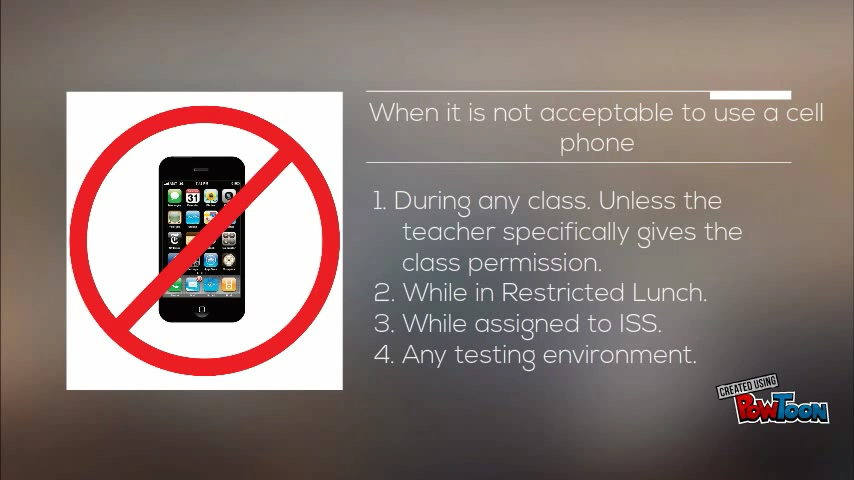 When it is not acceptable to use a cell
phone
1. During any class. Unless the
teacher specifically gives the
class permission.
2. While in Restricted Lunch.
3. While assigned to ISS.
4. Any testing environment.
31
CREATED USING
POWTOON